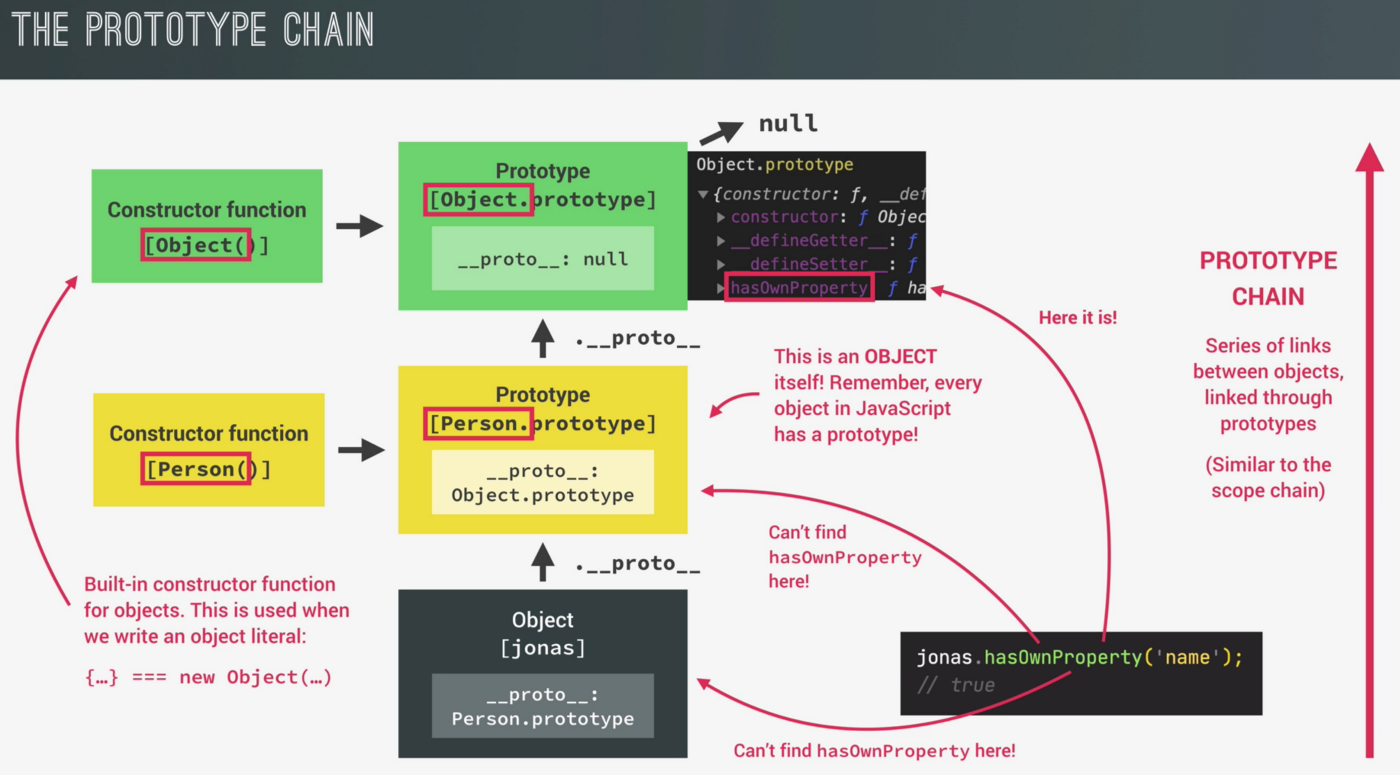 THE PROTOTYPE CHAIN
null
Constructor function
[Object()]
Prototype
[Object.prototype]
__proto__: null
Object.prototype
▼{constructor: ƒ, __def
▶constructor: ƒ Objec
▶__defineGetter__: ƒ
▶__defineSetter__: ƒ
▶hasOwnProperty ƒ ha
Here it is!
PROTOTYPE
CHAIN
Series of links
between objects,
linked through
prototypes
(Similar to the
scope chain)
.__proto__
Constructor function
[Person()]
Prototype
[Person.prototype]
__proto__:
Object.prototype
This is an OBJECT
itself! Remember, every
object in JavaScript
has a prototype!
Can't find
hasOwnProperty
here!
.__proto__
Built-in constructor function
for objects. This is used when
we write an object literal:
{…} === new Object(…)
Object
[jonas]
__proto__:
Person.prototype
jonas.hasOwnProperty('name');
// true
Can't find hasOwnProperty here!